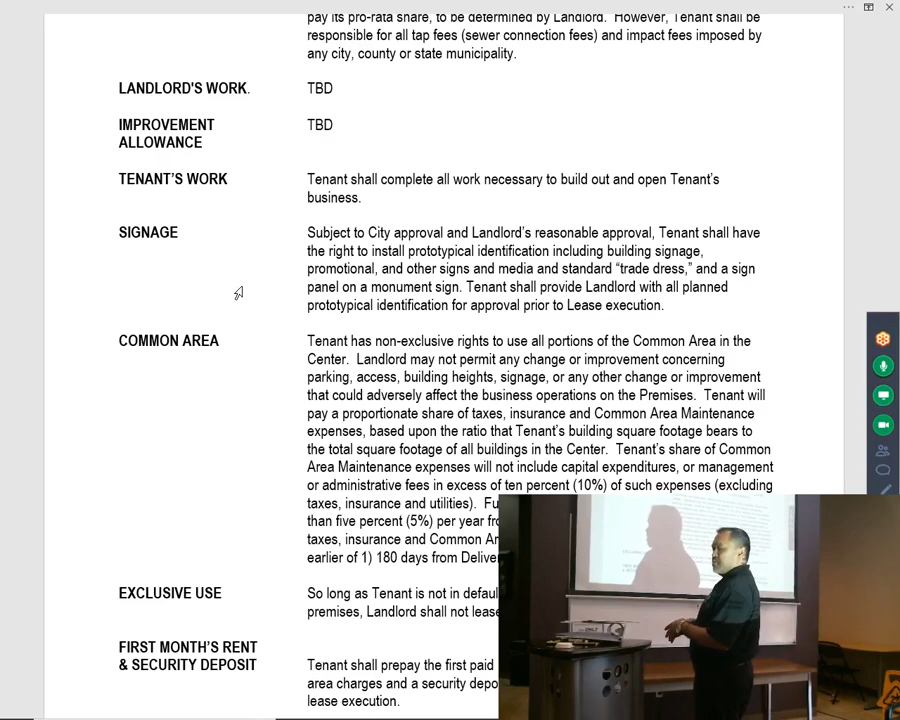 pay its pro-rata share, to be determined by Landlord. However, Tenant shall be
responsible for all tap fees (sewer connection fees) and impact fees imposed by
any city, county or state municipality.
LANDLORD'S WORK. TBD
IMPROVEMENT TBD
ALLOWANCE
TENANT'S WORK Tenant shall complete all work necessary to build out and open Tenant's
business.
SIGNAGE Subject to City approval and Landlord's reasonable approval, Tenant shall have
the right to install prototypical identification including building signage,
promotional, and other signs and media and standard “trade dress,” and a sign
panel on a monument sign. Tenant shall provide Landlord with all planned
prototypical identification for approval prior to Lease execution.
COMMON AREA Tenant has non-exclusive rights to use all portions of the Common Area in the
Center. Landlord may not permit any change or improvement concerning
parking, access, building heights, signage, or any other change or improvement
that could adversely affect the business operations on the Premises. Tenant will
pay a proportionate share of taxes, insurance and Common Area Maintenance
expenses, based upon the ratio that Tenant's building square footage bears to
the total square footage of all buildings in the Center. Tenant's share of Common
Area Maintenance expenses will not include capital expenditures, or management
or administrative fees in excess of ten percent (10%) of such expenses (excluding
taxes, insurance and utilities). Fu
than five percent (5%) per year fro
taxes, insurance and Common Ar
earlier of 1) 180 days from Deliver
EXCLUSIVE USE So long as Tenant is not in defaul
premises, Landlord shall not lease
FIRST MONTH'S RENT
& SECURITY DEPOSIT Tenant shall prepay the first paid
area charges and a security depo
lease execution.